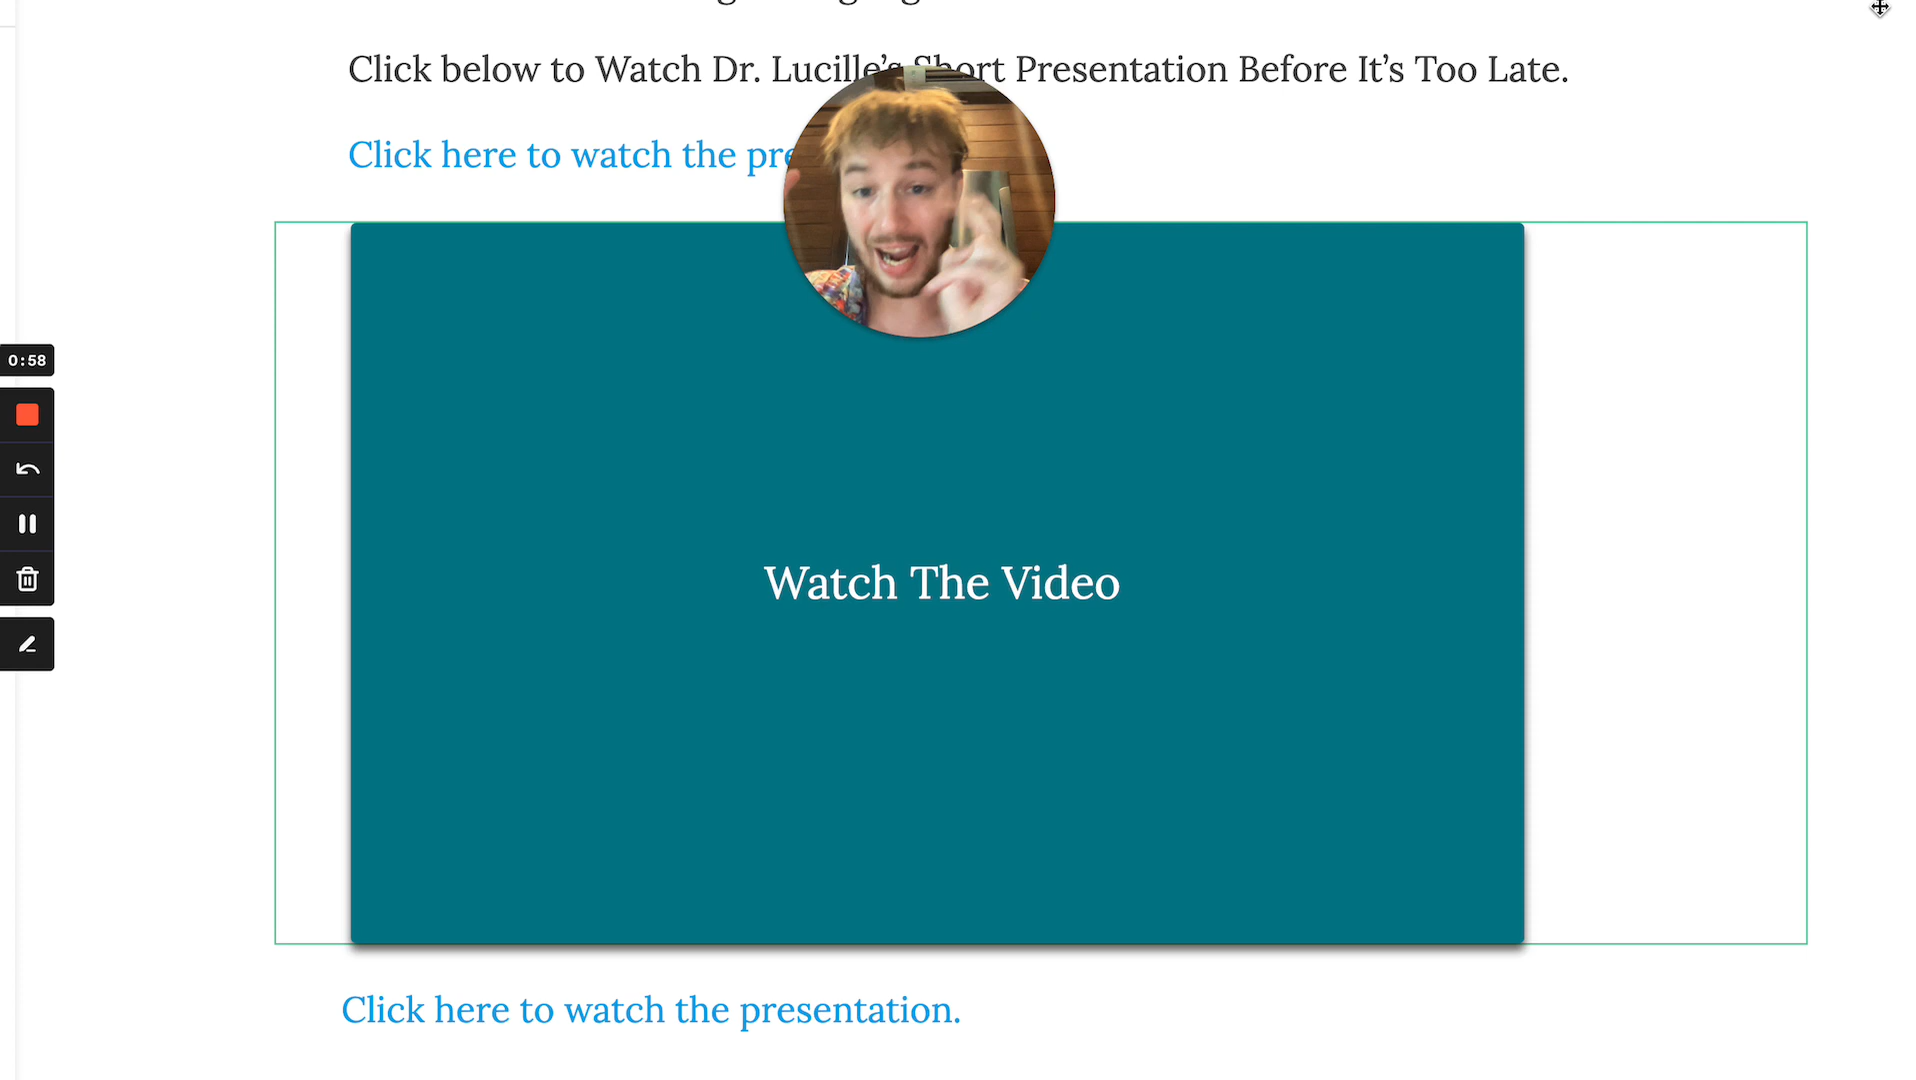 Click below to Watch Dr. Lucille’s Short Presentation Before It’s Too Late.
Click here to watch the
0:58
Watch The Video
Click here to watch the presentation.